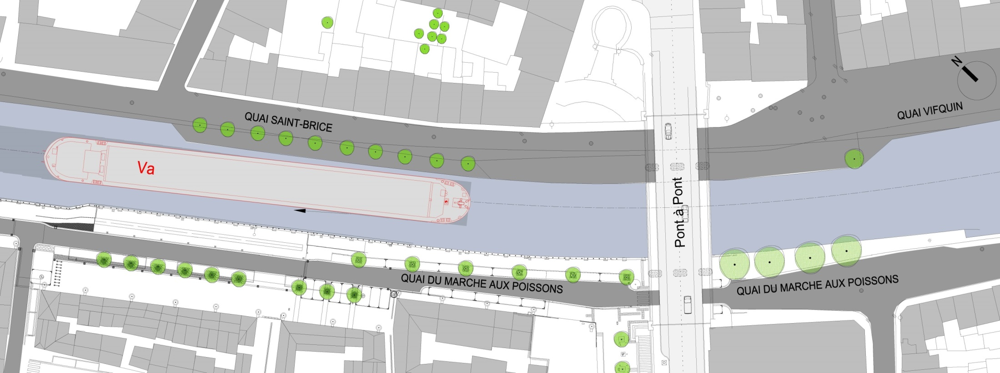 N
QUAI VIFQUIN
QUAI SAINT-BRICE
Va
Pont à Pont
QUAI DU MARCHE AUX POISSONS
QUAI DU MARCHE AUX POISSONS